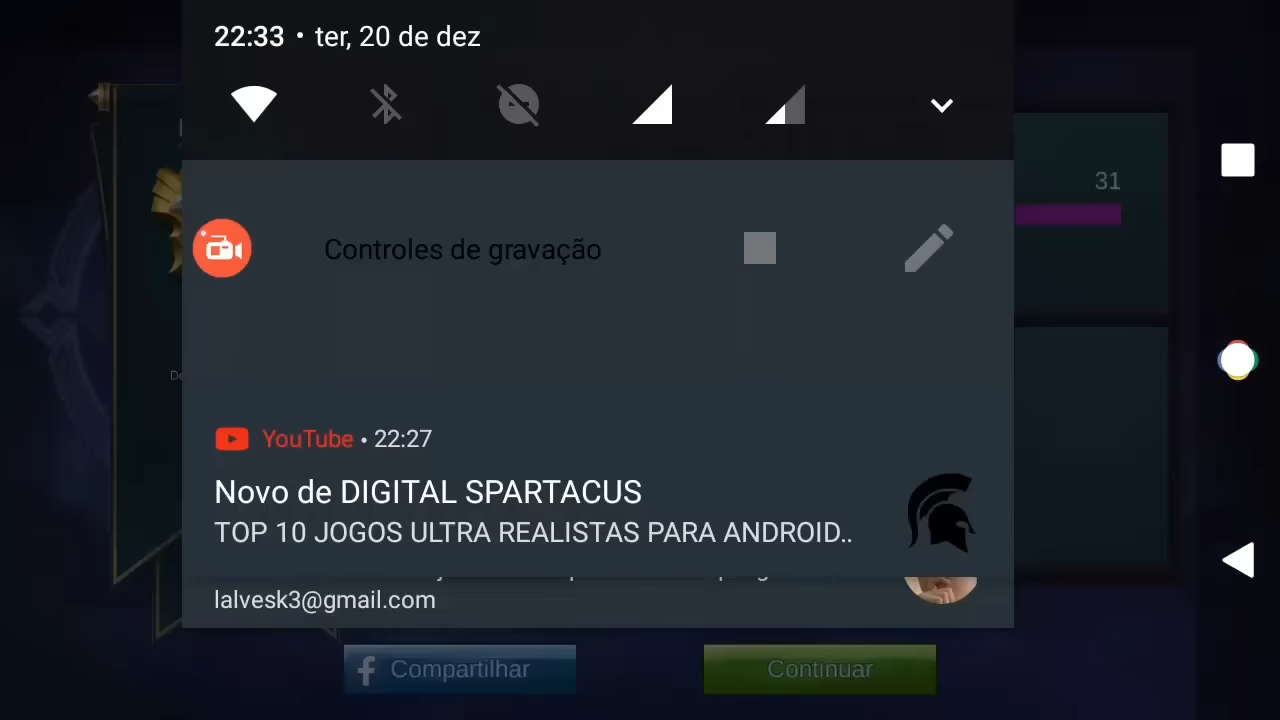 22:33 • ter, 20 de dez
31
Controles de gravação
De
YouTube • 22:27
Novo de DIGITAL SPARTACUS
TOP 10 JOGOS ULTRA REALISTAS PARA ANDROID..
lalvesk3@gmail.com
Compartilhar
Continuar